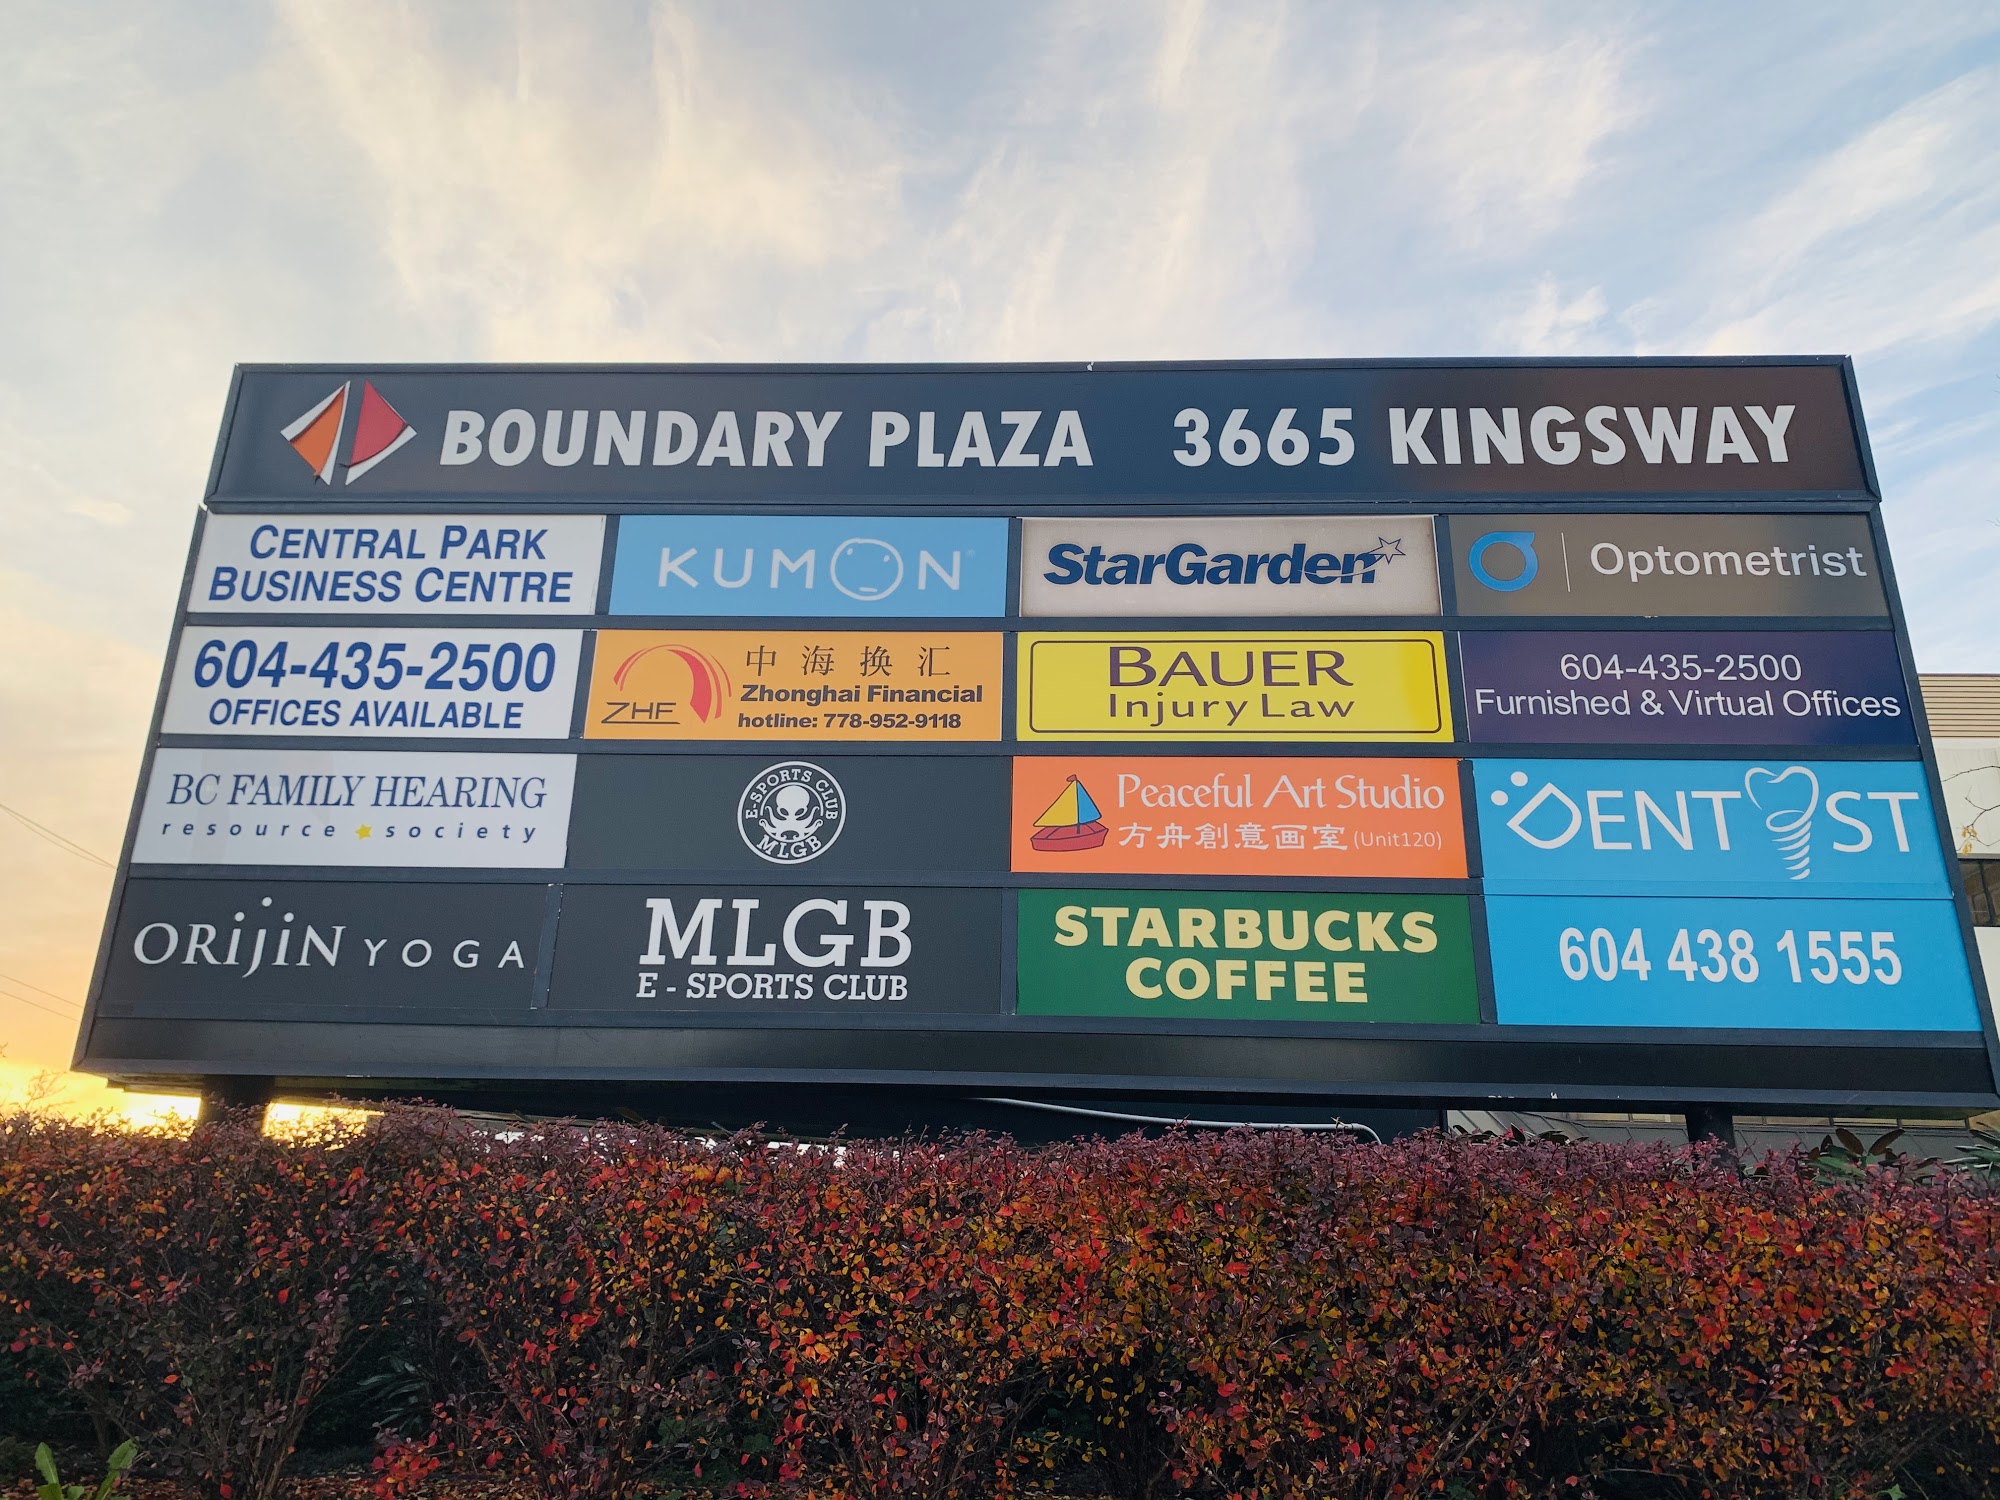 BOUNDARY PLAZA 3665 KINGSWAY
CENTRAL PARK
BUSINESS CENTRE
KUMON
StarGarden
Optometrist
604-435-2500
OFFICES AVAILABLE
ZHF
中海换汇
Zhonghai Financial
hotline: 778-952-9118
BAUER
Injury Law
604-435-2500
Furnished & Virtual Offices
BC FAMILY HEARING
resource society
E-SPORTS CLUB
MLGB
Peaceful Art Studio
方舟創意画室 (Unit120)
DENTIST
ORijiN YOGA
MLGB
E - SPORTS CLUB
STARBUCKS
COFFEE
604 438 1555